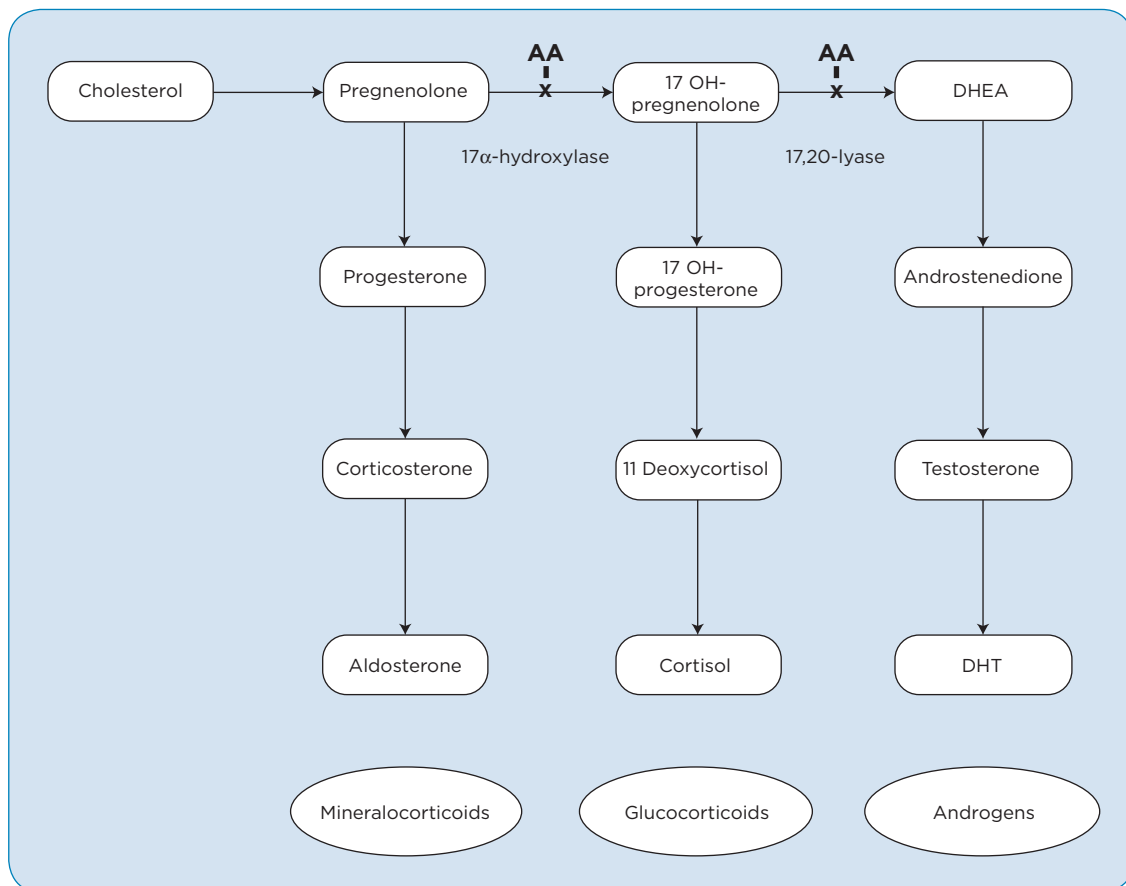 AA
AA
Cholesterol
Pregnenolone
x
17 OH-
pregnenolone
x
DHEA
17α-hydroxylase
17,20-lyase
Progesterone
17 OH-
progesterone
Androstenedione
Corticosterone
11 Deoxycortisol
Testosterone
Aldosterone
Cortisol
DHT
Mineralocorticoids
Glucocorticoids
Androgens